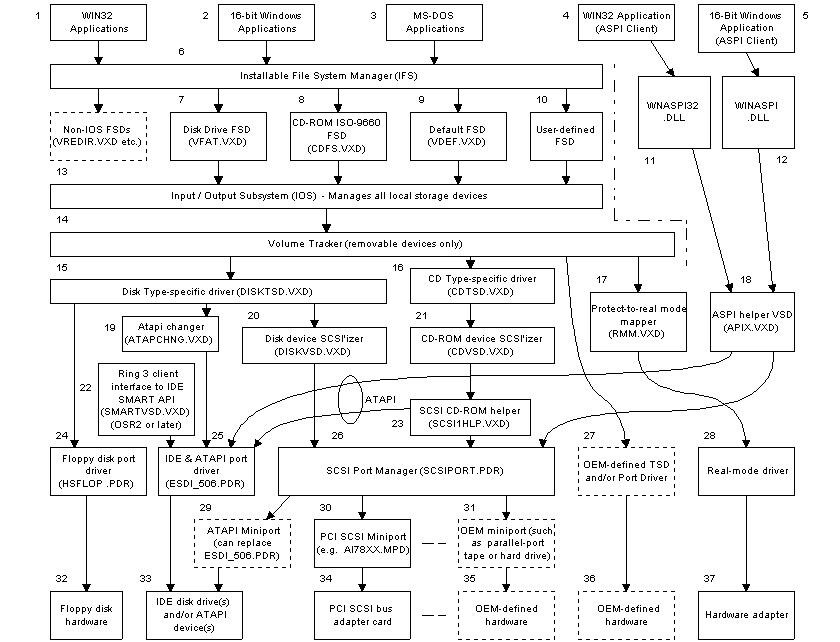 1
WIN32
Applications
2
16-bit Windows
Applications
3
MS-DOS
Applications
4
WIN32 Application
(ASPI Client)
16-Bit Windows
Application
(ASPI Client)
5
6
Installable File System Manager (IFS)
Non-IOS FSDs
(VREDIR.VXD etc.)
7
Disk Drive FSD
(VFAT.VXD)
8
CD-ROM ISO-9660
FSD
(CDFS.VXD)
9
Default FSD
(VDEF.VXD)
10
User-defined
FSD
WNASPI32
.DLL
11
WINASPI
.DLL
12
13
Input / Output Subsystem (IOS) - Manages all local storage devices
14
Volume Tracker (removable devices only)
15
Disk Type-specific driver (DISKTSD.VXD)
16
CD Type-specific driver
(CDTSD.VXD)
17
Protect-to-real mode
mapper
(RMM.VXD)
18
ASPI helper VSD
(APIX.VXD)
19
Atapi changer
(ATAPCHNG.VXD)
20
Disk device SCSI'izer
(DISKVSD.VXD)
21
CD-ROM device SCSI'izer
(CDVSD.VXD)
22
Ring 3 client
interface to IDE
SMART API
(SMARTVSD.VXD)
(OSR2 or later)
ATAPI
23
SCSI CD-ROM helper
(SCSI1HLP.VXD)
24
Floppy disk port
driver
(HSFLOP .PDR)
25
IDE & ATAPI port
driver
(ESDI_506.PDR)
26
SCSI Port Manager (SCSIPORT.PDR)
27
OEM-defined TSD
and/or Port Driver
28
Real-mode driver
29
ATAPI Miniport
(can replace
ESDI_506.PDR)
30
PCI SCSI Miniport
(e.g. AI78XX.MPD)
31
OEM miniport (such
as parallel-port
tape or hard drive)
32
Floppy disk
hardware
33
IDE disk drive(s)
and/or ATAPI
device(s)
34
PCI SCSI bus
adapter card
35
OEM-defined
hardware
36
OEM-defined
hardware
37
Hardware adapter